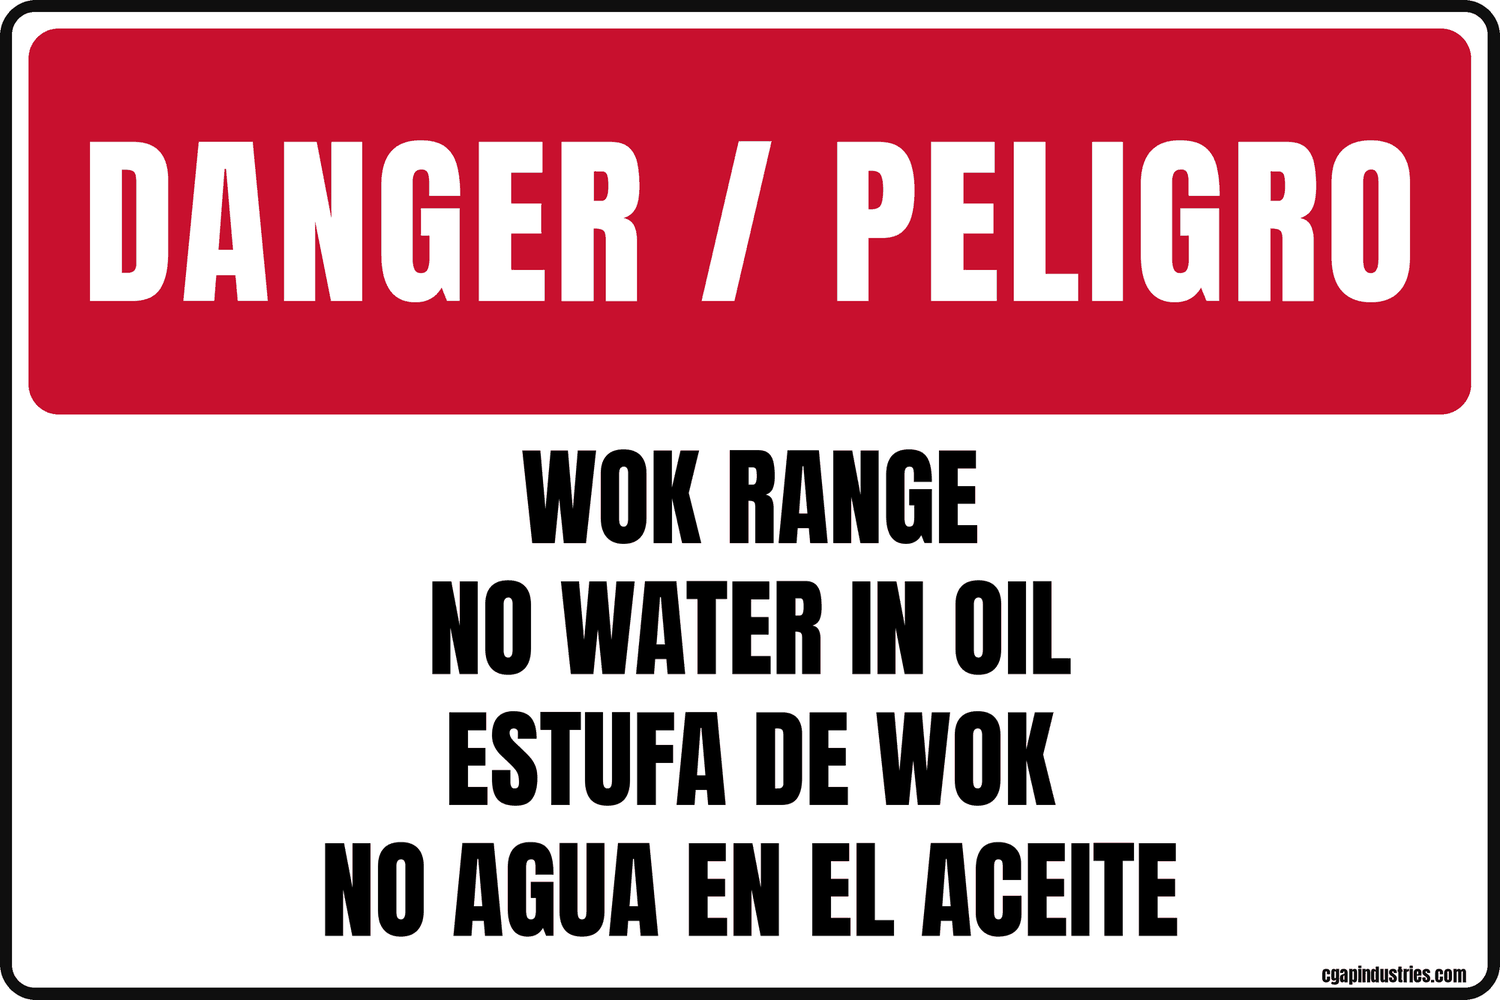 DANGER / PELIGRO
WOK RANGE
NO WATER IN OIL
ESTUFA DE WOK
NO AGUA EN EL ACEITE
cgapindustries.com